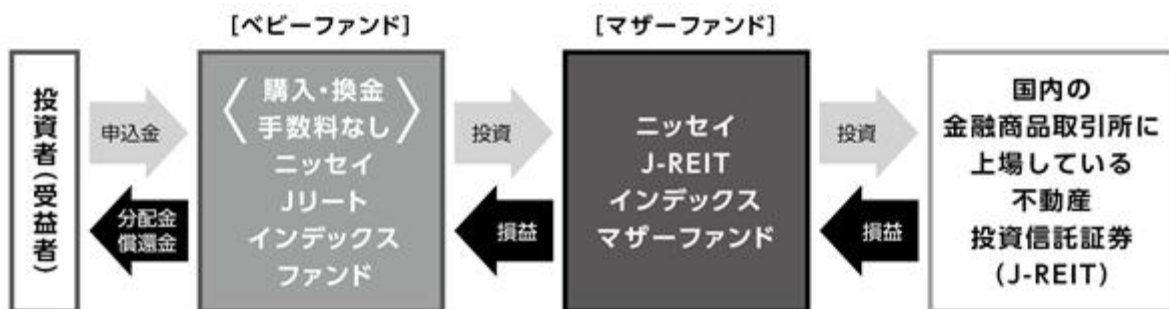 [ベビーファンド]
[マザーファンド]
投資者(受益者)
申込金
分配金
償還金
〈購入・換金
手数料なし〉
ニッセイ
Jリート
インデックス
ファンド
投資
損益
ニッセイ
J-REIT
インデックス
マザーファンド
投資
損益
国内の
金融商品取引所に
上場している
不動産
投資信託証券
(J-REIT)